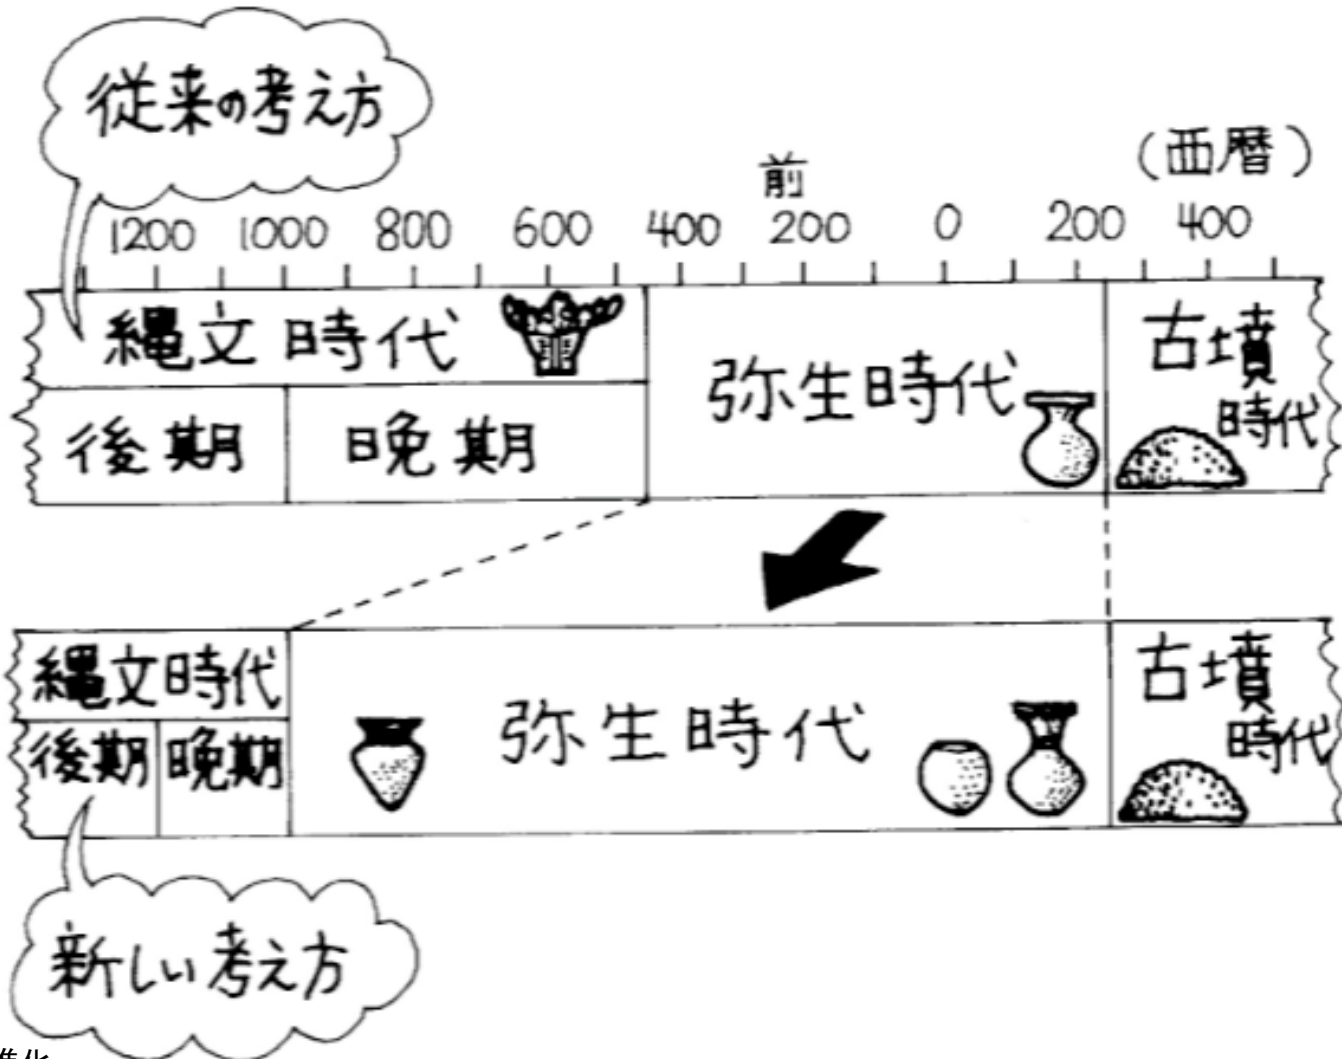 従来の考え方
(西暦)
前
1200 1000 800 600 400 200 0 200 400
縄文時代
弥生時代
古墳
時代
後期
晩期
縄文時代
弥生時代
古墳
時代
後期
晩期
新しい考え方